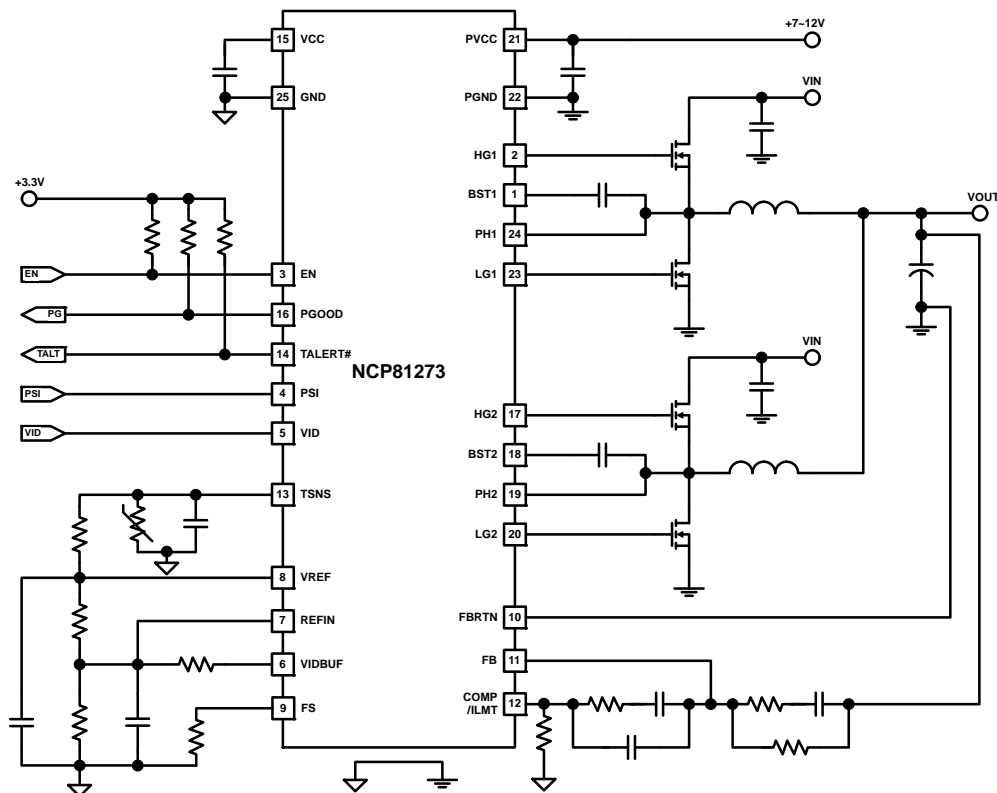 +7~12V
15 VCC
PVCC 21
VIN
25 GND
PGND 22
HG1 2
+3.3V
BST1 1
VOUT
PH1 24
EN
3 EN
LG1 23
PG
16 PGOOD
TALT
14 TALERT#
VIN
NCP81273
PSI
4 PSI
HG2 17
VID
5 VID
BST2 18
13 TSNS
PH2 19
LG2 20
8 VREF
7 REFIN
FBRTN 10
6 VIDBUF
FB 11
9 FS
COMP
/ILMT 12